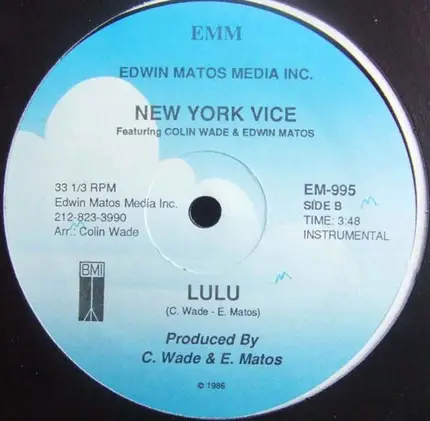 EMM
EDWIN MATOS MEDIA INC.
NEW YORK VICE
Featuring COLIN WADE & EDWIN MATOS
33 1/3 RPM
Edwin Matos Media Inc.
212-823-3990
Arr.: Colin Wade
EM-995
SIDE B
TIME: 3:48
INSTRUMENTAL
BMI
LULU
(C. Wade - E. Matos)
Produced By
C. Wade & E. Matos
© 1986